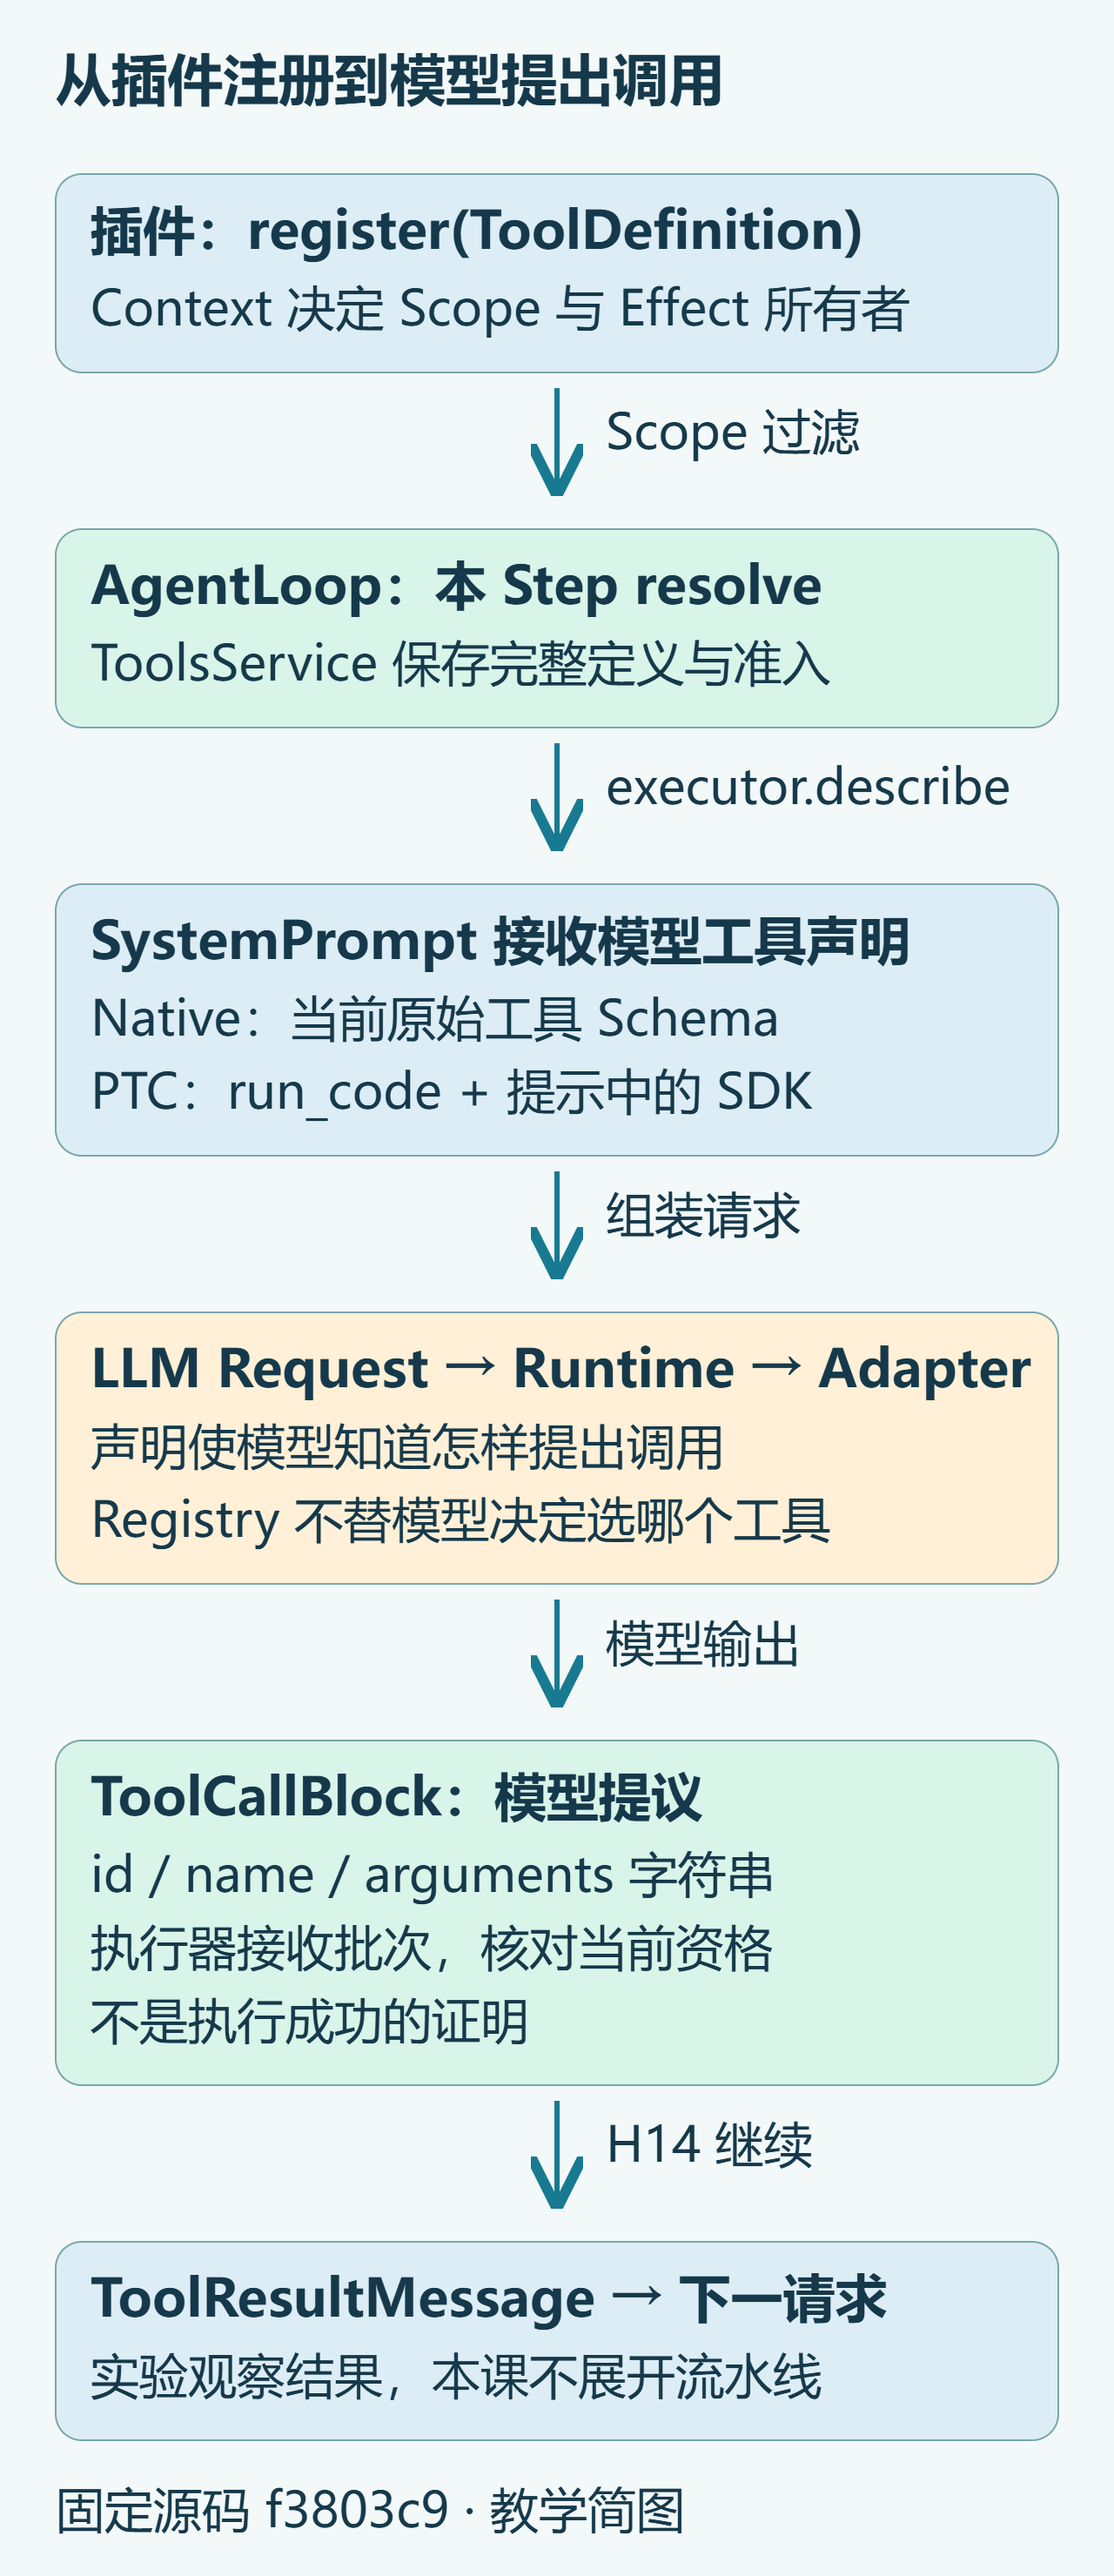 从插件注册到模型提出调用
插件：register(ToolDefinition)
Context 决定 Scope 与 Effect 所有者
Scope 过滤
AgentLoop：本 Step resolve
ToolsService 保存完整定义与准入
executor.describe
SystemPrompt 接收模型工具声明
Native：当前原始工具 Schema
PTC：run_code + 提示中的 SDK
组装请求
LLM Request → Runtime → Adapter
声明使模型知道怎样提出调用
Registry 不替模型决定选哪个工具
模型输出
ToolCallBlock：模型提议
id / name / arguments 字符串
执行器接收批次，核对当前资格
不是执行成功的证明
H14 继续
ToolResultMessage → 下一请求
实验观察结果，本课不展开流水线
固定源码 f3803c9 · 教学简图